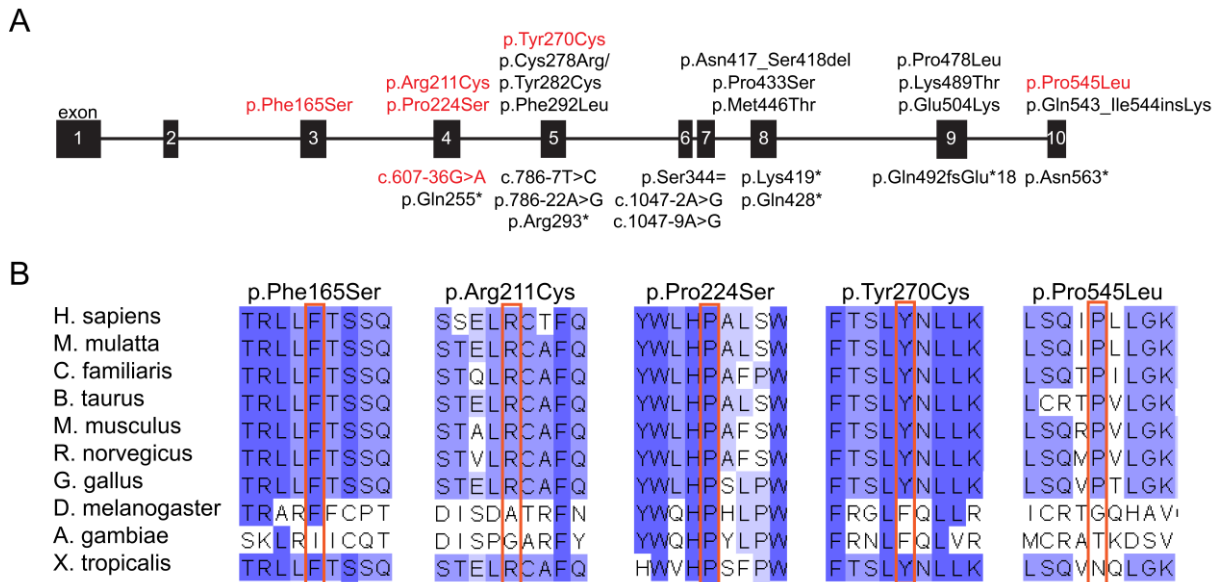 A
p.Tyr270Cys
p.Cys278Arg/
p.Asn417_Ser418del
p.Pro478Leu
p.Arg211Cys
p.Tyr282Cys
p.Pro433Ser
p.Lys489Thr
p.Pro545Leu
p.Phe165Ser
p.Pro224Ser
p.Phe292Leu
p.Met446Thr
p.Glu504Lys
p.Gln543_Ile544insLys
exon
1 2 3 4 5 6 7 8 9 10
c.607-36G>A c.786-7T>C p.Ser344= p.Lys419* p.Gln492fsGlu*18 p.Asn563*
p.Gln255* p.786-22A>G c.1047-2A>G p.Gln428*
p.Arg293* c.1047-9A>G
B
p.Phe165Ser p.Arg211Cys p.Pro224Ser p.Tyr270Cys p.Pro545Leu
H. sapiens TRLLFTSSQ SSELRCTFQ YWLHPALSW FTSLYNLLK LSQIPLLGK
M. mulatta TRLLFTSSQ STELRCAFQ YWLHPALSW FTSLYNLLK LSQIPLLGK
C. familiaris TRLLFTSSQ STQLRCAFQ YWLHPAFPW FTSLYNLLK LSQTPILGK
B. taurus TRLLFTSSQ STELRCAFQ YWLHPALSW FTSLYNLLK LCRTPVLGK
M. musculus TRLLFTSSQ STALRCAFQ YWLHPAFSW FTSLYNLLK LSQRPVLGK
R. norvegicus TRLLFTSSQ STVLRCAFQ YWLHPAFSW FTSLYNLLK LSQMPVLGK
G. gallus TRLLFTSSQ STELRCAFQ YWLHPSLPW FTSLYNLLK LSQVPTLGK
D. melanogaster TRARFFCPT DISDATRFN YWQHPHLPW FRGLFQLLR ICRTGQHAV
A. gambiae SKLRIICQT DISPGARFY YWQHPYLPW FRNLFQLVR MCRATKDSV
X. tropicalis TRLLFTSSQ STELRCAFQ HWVHPSFPW FTSLYNLLK LSQVNQLGK